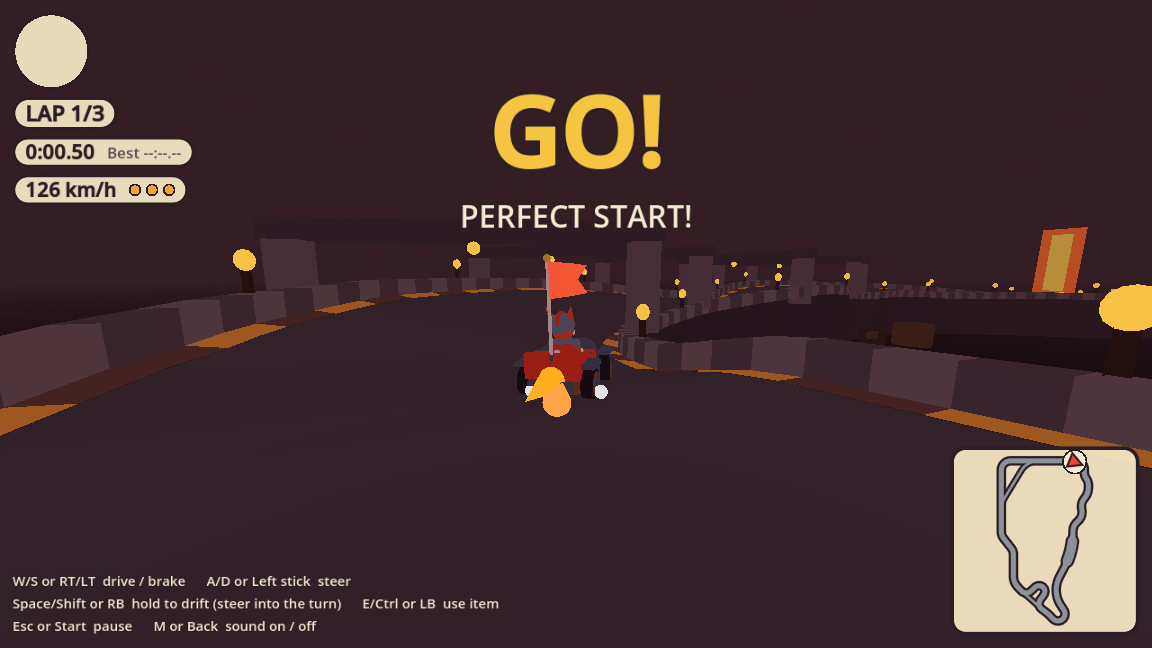 LAP 1/3
0:00.50 Best --:--.--
126 km/h
GO!
PERFECT START!
W/S or RT/LT drive / brake A/D or Left stick steer
Space/Shift or RB hold to drift (steer into the turn) E/Ctrl or LB use item
Esc or Start pause M or Back sound on / off